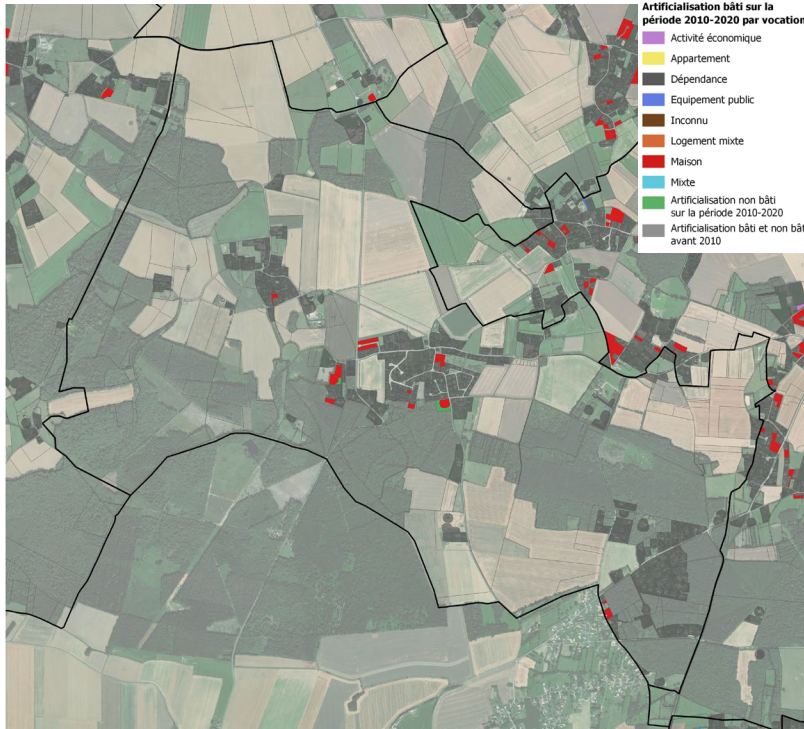 Artificialisation bâti sur la
période 2010-2020 par vocation
Activité économique
Appartement
Dépendance
Equipement public
Inconnu
Logement mixte
Maison
Mixte
Artificialisation non bâti
sur la période 2010-2020
Artificialisation bâti et non bât
avant 2010